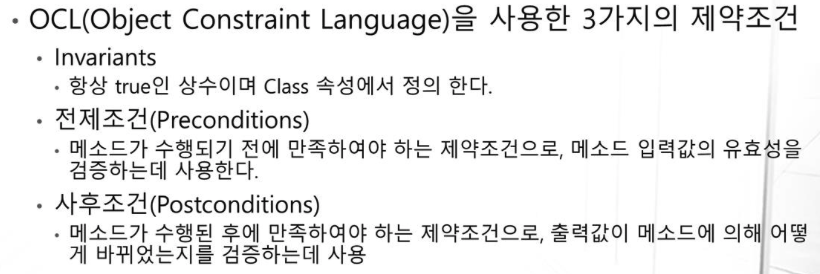 • OCL(Object Constraint Language)을 사용한 3가지의 제약조건
• Invariants
• 항상 true인 상수이며 Class 속성에서 정의 한다.
• 전제조건(Preconditions)
• 메소드가 수행되기 전에 만족하여야 하는 제약조건으로, 메소드 입력값의 유효성을
검증하는데 사용한다.
• 사후조건(Postconditions)
• 메소드가 수행된 후에 만족하여야 하는 제약조건으로, 출력값이 메소드에 의해 어떻
게 바뀌었는지를 검증하는데 사용